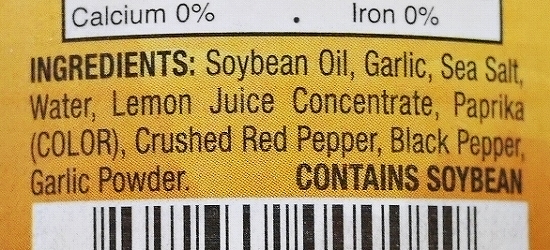 Calcium 0% • Iron 0%
INGREDIENTS: Soybean Oil, Garlic, Sea Salt,
Water, Lemon Juice Concentrate, Paprika
(COLOR), Crushed Red Pepper, Black Pepper,
Garlic Powder. CONTAINS SOYBEAN